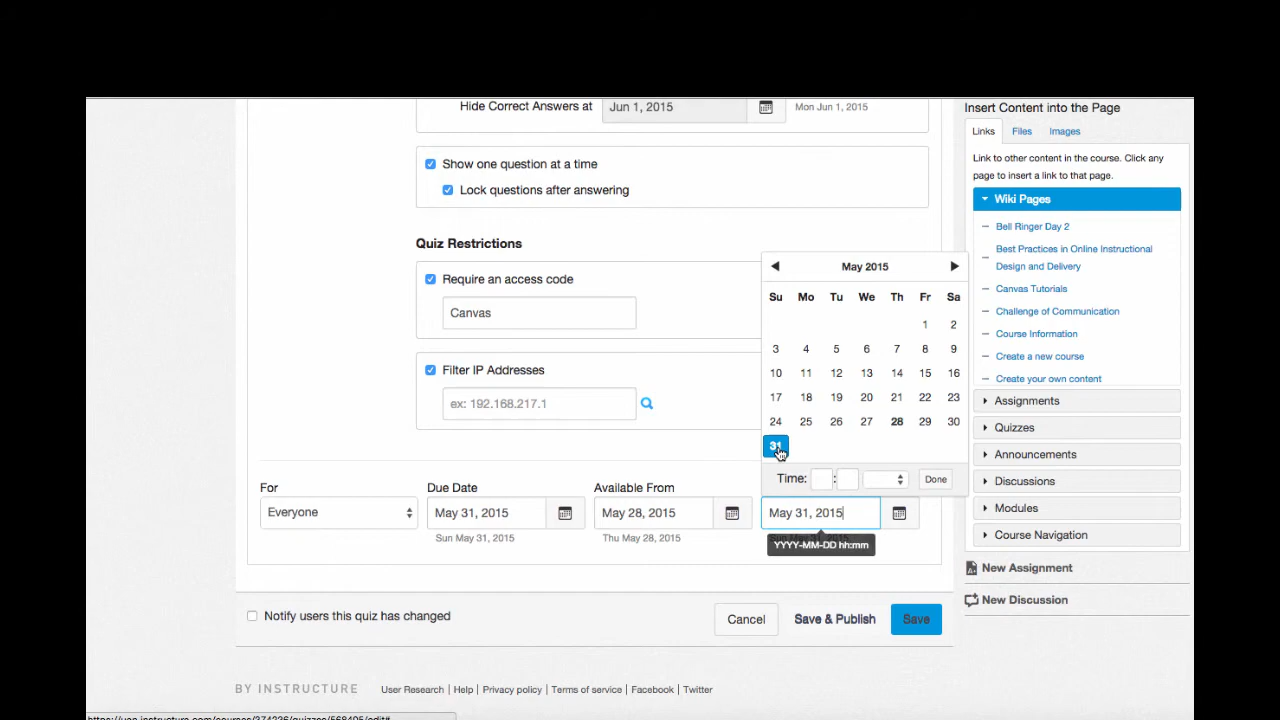 Hide Correct Answers at Jun 1, 2015 Mon Jun 1, 2015
Show one question at a time
Lock questions after answering
Quiz Restrictions
Require an access code
Canvas
Filter IP Addresses
ex: 192.168.217.1
For
Everyone
Due Date
May 31, 2015
Sun May 31, 2015
Available From
May 28, 2015
Thu May 28, 2015
May 2015
Su Mo Tu We Th Fr Sa
1 2
3 4 5 6 7 8 9
10 11 12 13 14 15 16
17 18 19 20 21 22 23
24 25 26 27 28 29 30
31
Time: : Done
May 31, 2015
YYYY-MM-DD hh:mm
Notify users this quiz has changed
Cancel Save & Publish Save
BY INSTRUCTURE User Research Help Privacy policy Terms of service Facebook Twitter
Insert Content into the Page
Links Files Images
Link to other content in the course. Click any
page to insert a link to that page.
Wiki Pages
Bell Ringer Day 2
Best Practices in Online Instructional
Design and Delivery
Canvas Tutorials
Challenge of Communication
Course Information
Create a new course
Create your own content
Assignments
Quizzes
Announcements
Discussions
Modules
Course Navigation
New Assignment
New Discussion